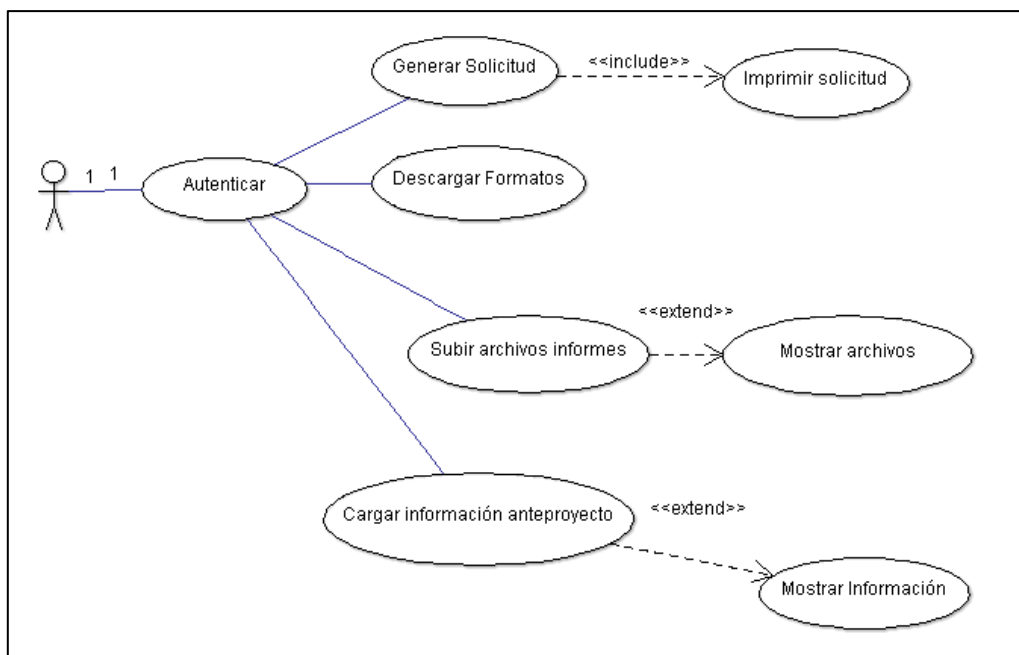 Generar Solicitud
<<include>>
Imprimir solicitud
1 1
Autenticar
Descargar Formatos
<<extend>>
Subir archivos informes
Mostrar archivos
Cargar información anteproyecto
<<extend>>
Mostrar Información